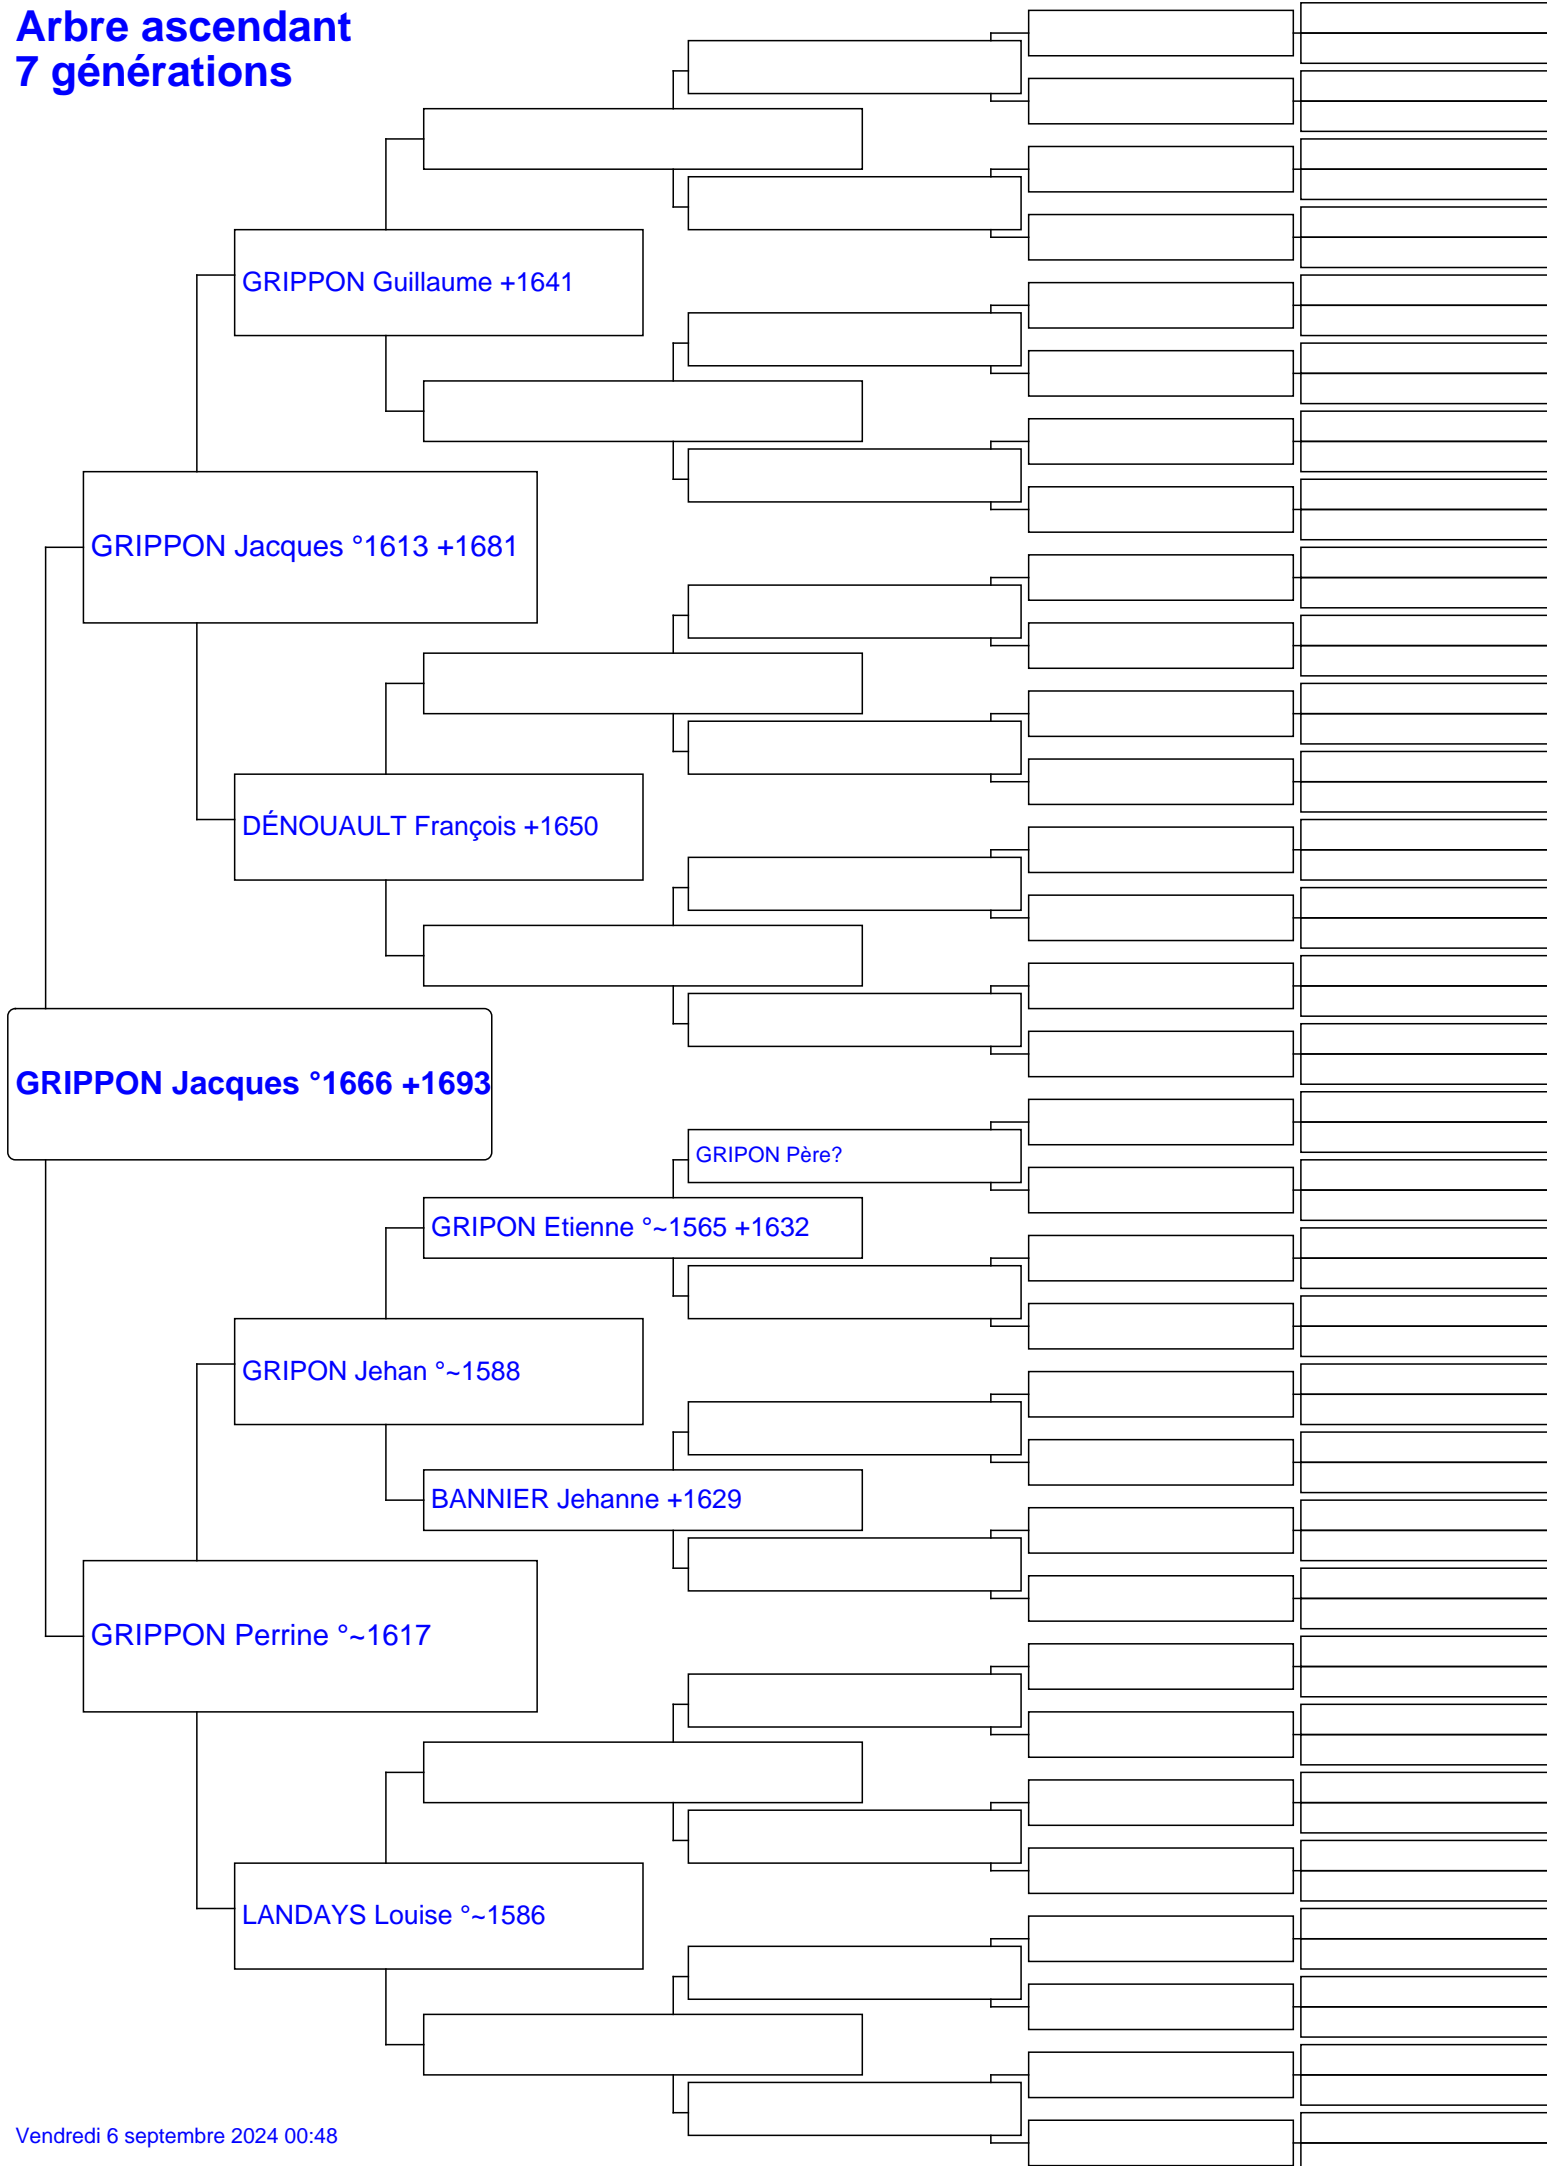 Arbre ascendant
7 générations
GRIPPON Guillaume +1641
GRIPPON Jacques °1613 +1681
DÉNOUAULT François +1650
GRIPPON Jacques °1666 +1693
GRIPON Père?
GRIPON Etienne °~1565 +1632
GRIPON Jehan °~1588
BANNIER Jehanne +1629
GRIPPON Perrine °~1617
LANDAYS Louise °~1586
Vendredi 6 septembre 2024 00:48